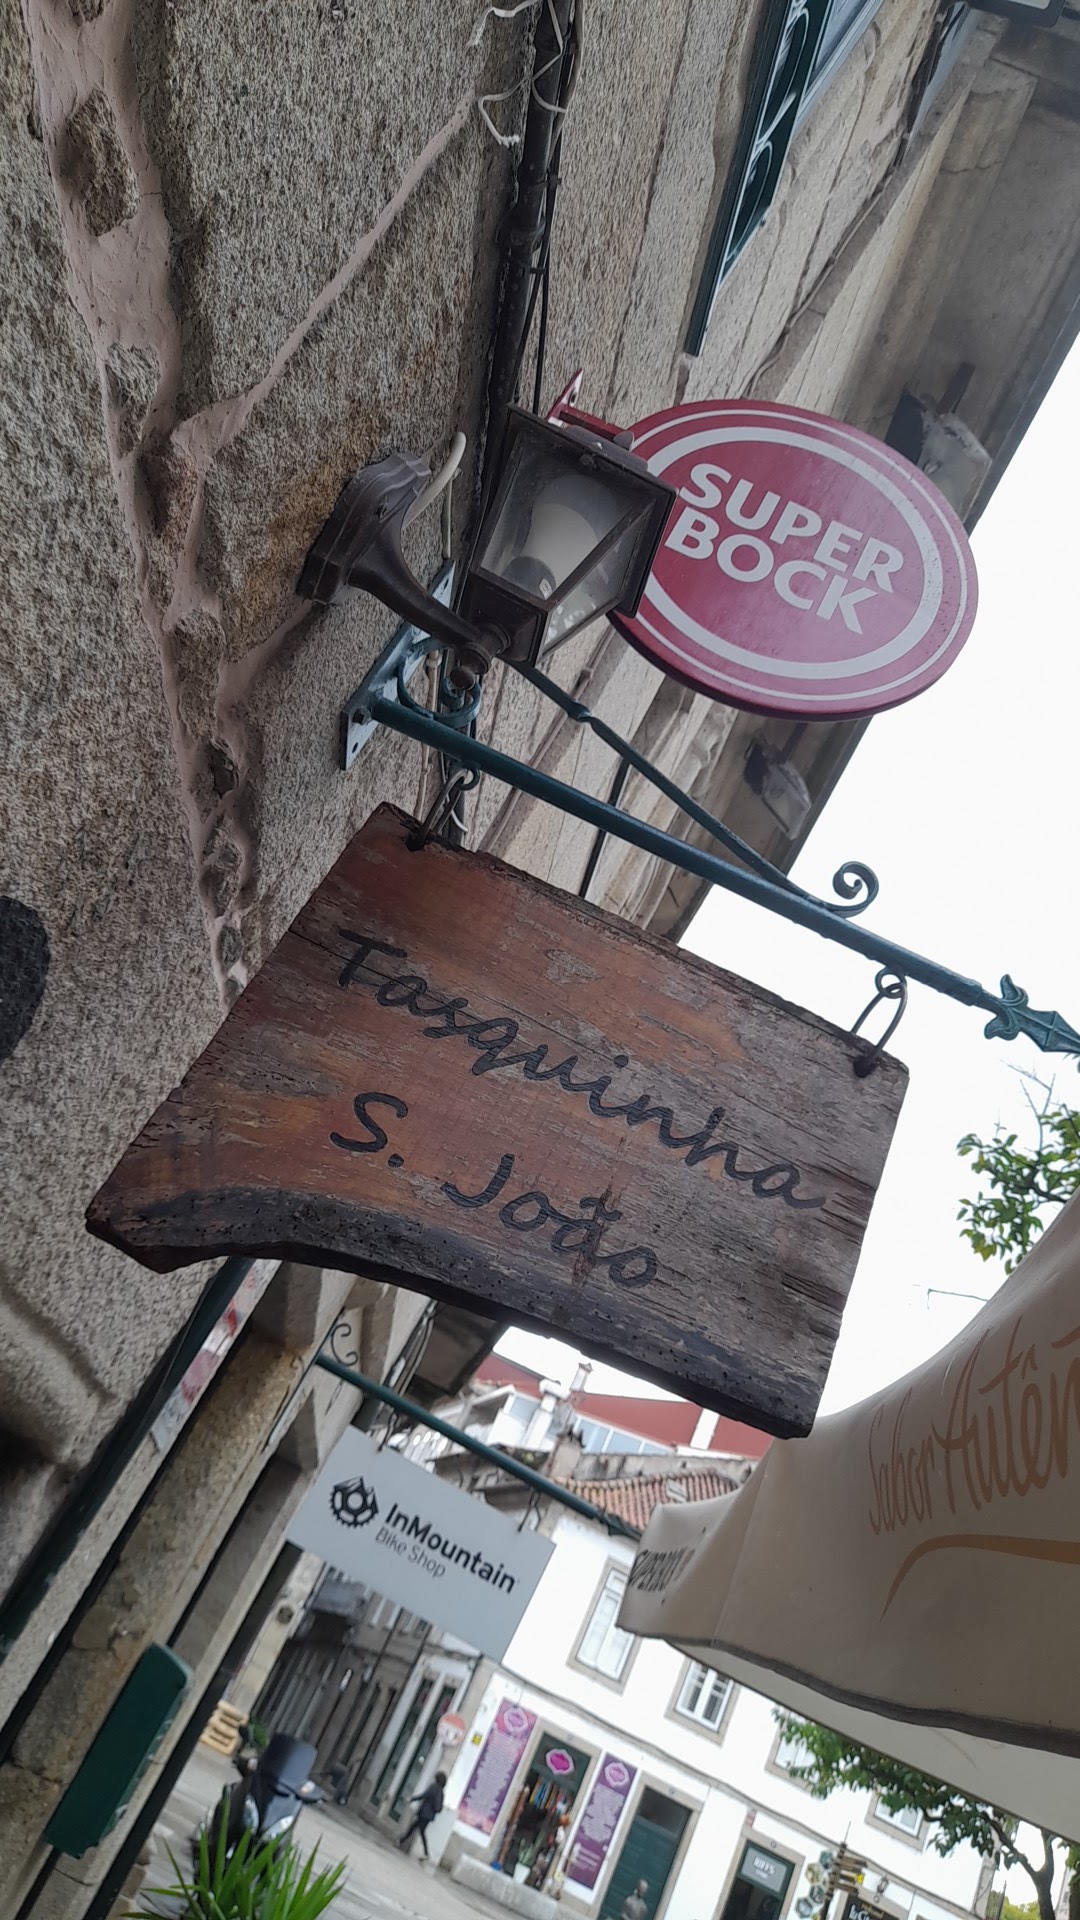 SUPER
BOCK
Tasquinha
S. João
InMountain
Bike Shop
Sabor Autên